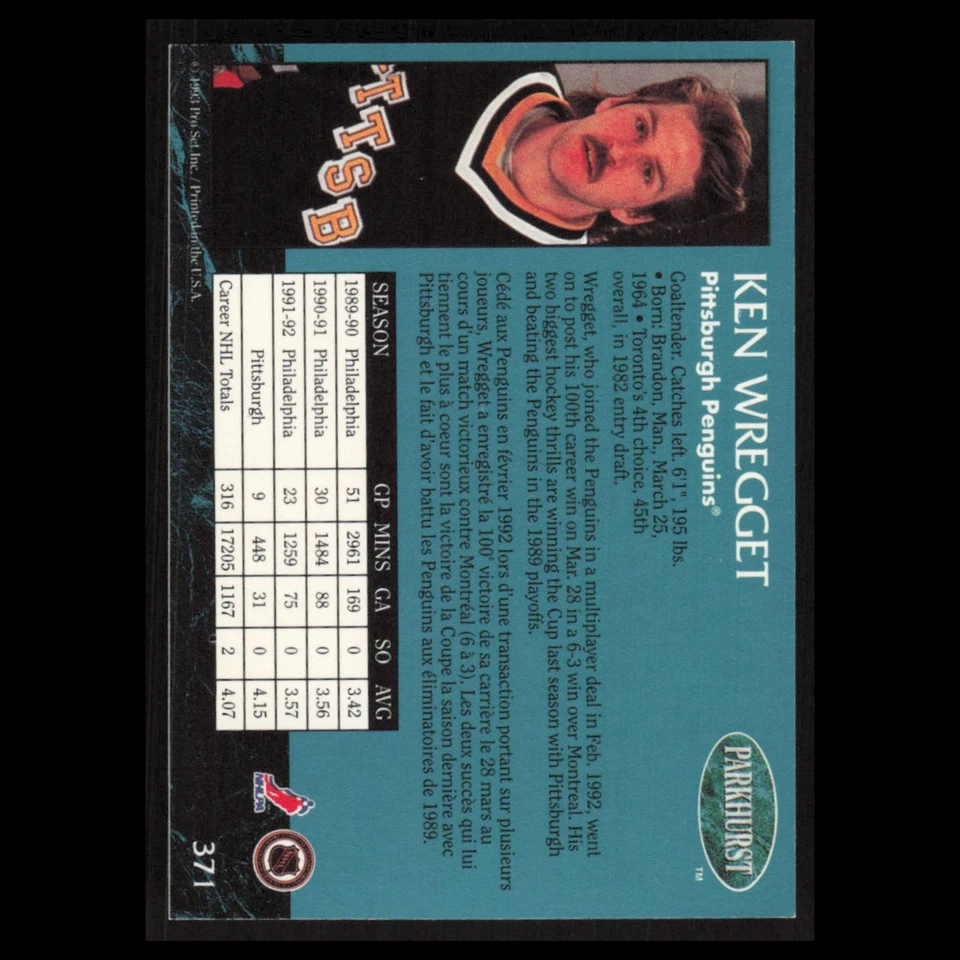 KEN WREGGET
Pittsburgh Penguins®
PARKHURST
TM
Goaltender. Catches left. 6'1", 195 lbs.
• Born: Brandon, Man., March 25,
1964 • Toronto's 4th choice, 45th
overall, in 1982 entry draft.
Wregget, who joined the Penguins in a multiplayer deal in Feb. 1992, went
on to post his 100th career win on Mar. 28 in a 6-3 win over Montreal. His
two biggest hockey thrills are winning the Cup last season with Pittsburgh
and beating the Penguins in the 1989 playoffs.
Cédé aux Penguins en février 1992 lors d'une transaction portant sur plusieurs
joueurs, Wregget a enregistré la 100e victoire de sa carrière le 28 mars au
cours d'un match victorieux contre Montréal (6 à 3). Les deux succès qui lui
tiennent le plus à coeur sont la victoire de la Coupe la saison dernière avec
Pittsburgh et le fait d'avoir battu les Penguins aux éliminatoires de 1989.
SEASON GP MINS GA SO AVG
1989-90 Philadelphia 51 2961 169 0 3.42
1990-91 Philadelphia 30 1484 88 0 3.56
1991-92 Philadelphia 23 1259 75 0 3.57
Pittsburgh 9 448 31 0 4.15
Career NHL Totals 316 17205 1167 2 4.07
TTSB
NHLPA
NHL
371
© 1993 Pro Set, Inc. / Printed in the U.S.A.